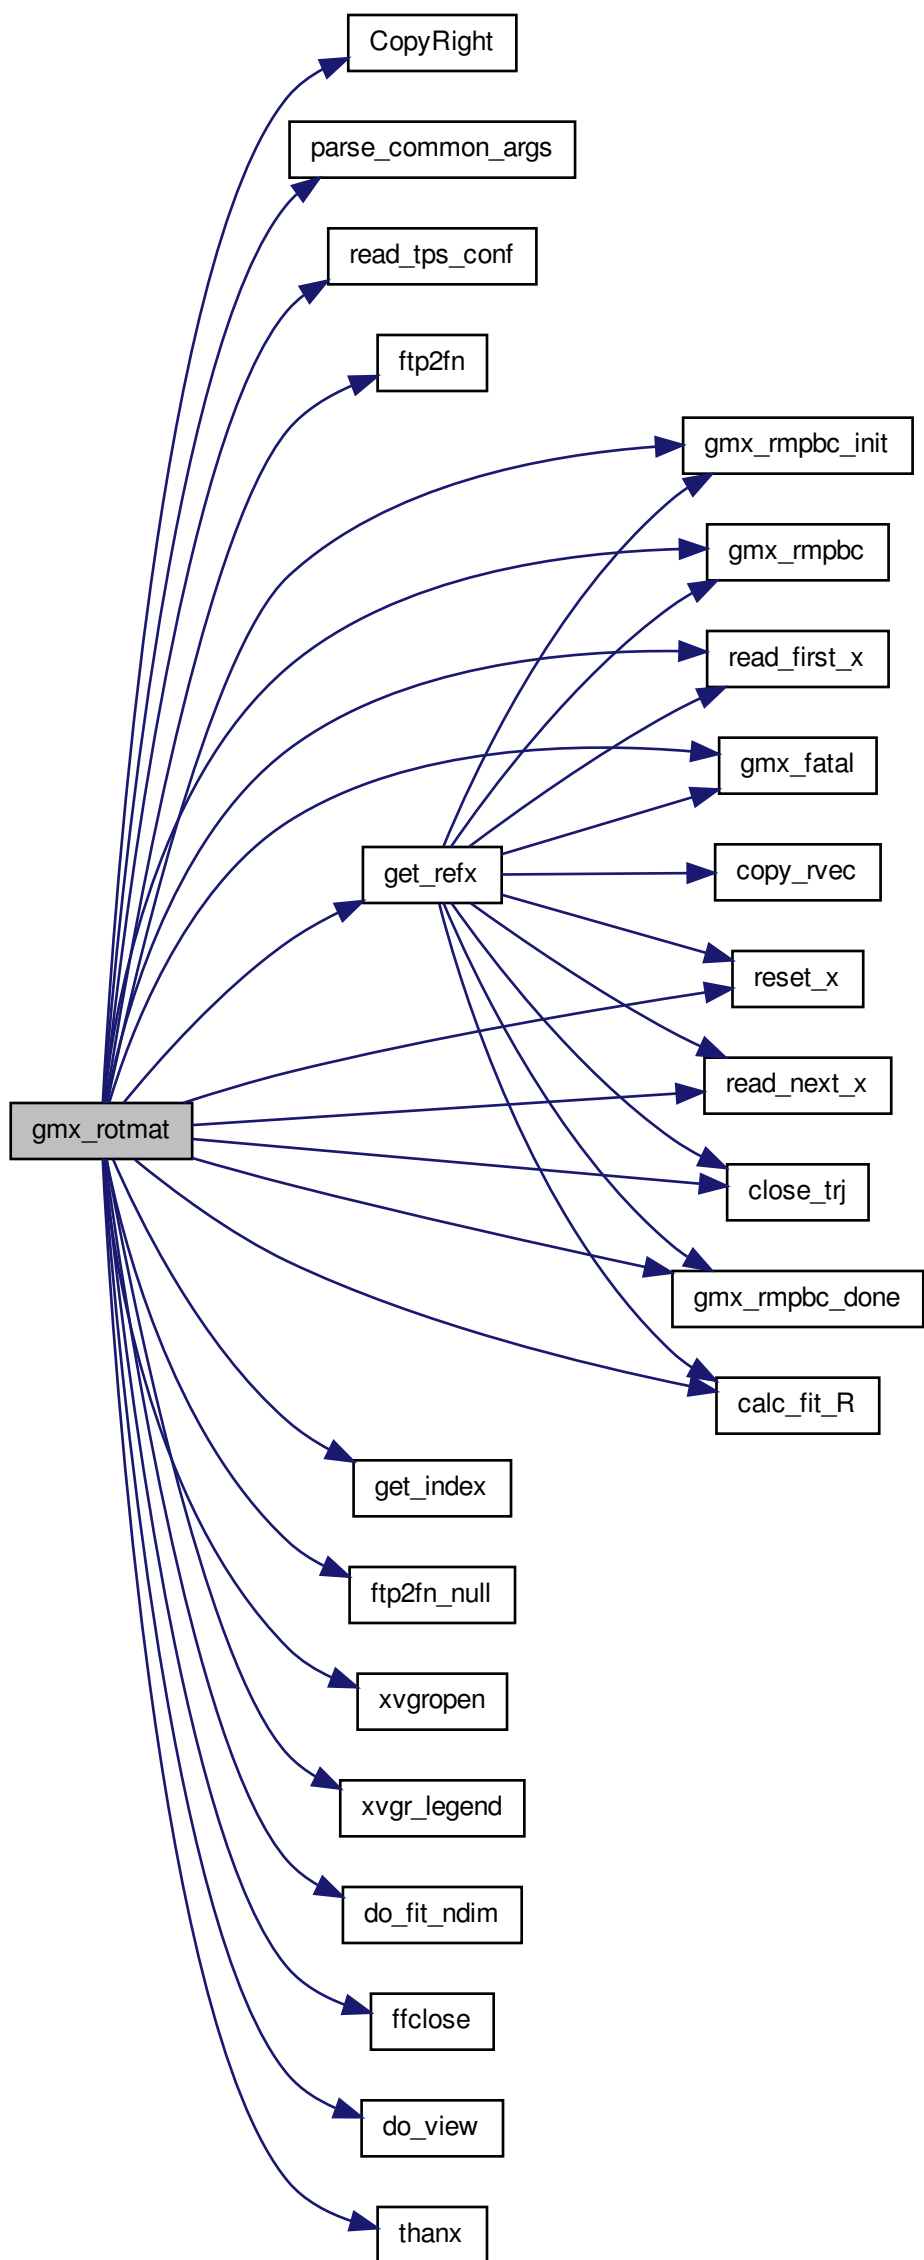 CopyRight
parse_common_args
read_tps_conf
ftp2fn
gmx_rmpbc_init
gmx_rmpbc
read_first_x
gmx_fatal
get_refx
copy_rvec
reset_x
read_next_x
gmx_rotmat
close_trj
gmx_rmpbc_done
calc_fit_R
get_index
ftp2fn_null
xvgropen
xvgr_legend
do_fit_ndim
ffclose
do_view
thanx